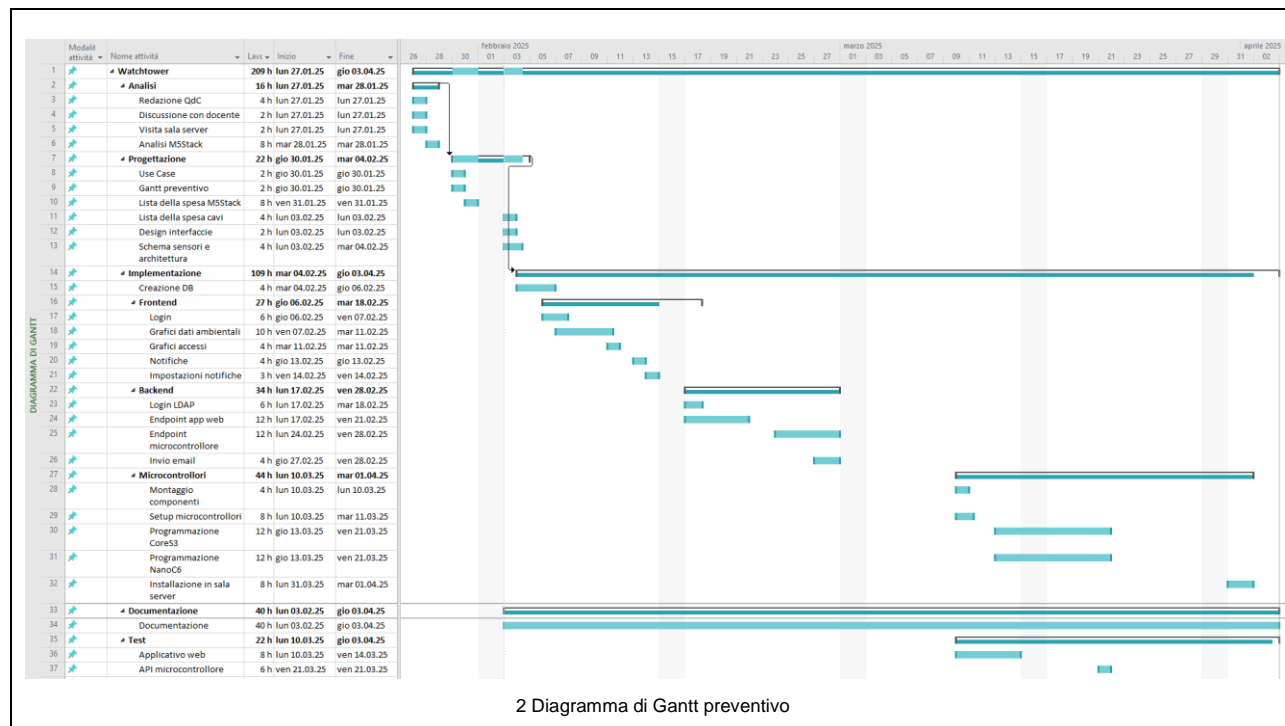 febbraio 2025 marzo 2025 aprile 2025
Modalit
attività Nome attività Lavc Inizio Fine 26 28 30 01 03 05 07 09 11 13 15 17 19 21 23 25 27 01 03 05 07 09 11 13 15 17 19 21 23 25 27 29 31 02
1 Watchtower 209 h lun 27.01.25 gio 03.04.25
2 Analisi 16 h lun 27.01.25 mar 28.01.25
3 Redazione QdC 4 h lun 27.01.25 lun 27.01.25
4 Discussione con docente 2 h lun 27.01.25 lun 27.01.25
5 Visita sala server 2 h lun 27.01.25 lun 27.01.25
6 Analisi M5Stack 8 h mar 28.01.25 mar 28.01.25
7 Progettazione 22 h gio 30.01.25 mar 04.02.25
8 Use Case 2 h gio 30.01.25 gio 30.01.25
9 Gantt preventivo 2 h gio 30.01.25 gio 30.01.25
10 Lista della spesa M5Stack 8 h ven 31.01.25 ven 31.01.25
11 Lista della spesa cavi 4 h lun 03.02.25 lun 03.02.25
12 Design interfaccie 2 h lun 03.02.25 lun 03.02.25
13 Schema sensori e 4 h lun 03.02.25 mar 04.02.25
architettura
14 Implementazione 109 h mar 04.02.25 gio 03.04.25
15 Creazione DB 4 h mar 04.02.25 gio 06.02.25
16 Frontend 27 h gio 06.02.25 mar 18.02.25
17 Login 6 h gio 06.02.25 ven 07.02.25
18 Grafici dati ambientali 10 h ven 07.02.25 mar 11.02.25
19 Grafici accessi 4 h mar 11.02.25 mar 11.02.25
20 Notifiche 4 h gio 13.02.25 gio 13.02.25
21 Impostazioni notifiche 3 h ven 14.02.25 ven 14.02.25
22 Backend 34 h lun 17.02.25 ven 28.02.25
23 Login LDAP 6 h lun 17.02.25 mar 18.02.25
24 Endpoint app web 12 h lun 17.02.25 ven 21.02.25
25 Endpoint 12 h lun 24.02.25 ven 28.02.25
microcontrollore
26 Invio email 4 h gio 27.02.25 ven 28.02.25
27 Microcontrollori 44 h lun 10.03.25 mar 01.04.25
28 Montaggio 4 h lun 10.03.25 lun 10.03.25
componenti
29 Setup microcontrollori 8 h lun 10.03.25 mar 11.03.25
30 Programmazione 12 h gio 13.03.25 ven 21.03.25
CoreS3
31 Programmazione 12 h gio 13.03.25 ven 21.03.25
NanoC6
32 Installazione in sala 8 h lun 31.03.25 mar 01.04.25
server
33 Documentazione 40 h lun 03.02.25 gio 03.04.25
34 Documentazione 40 h lun 03.02.25 gio 03.04.25
35 Test 22 h lun 10.03.25 gio 03.04.25
36 Applicativo web 8 h lun 10.03.25 ven 14.03.25
37 API microcontrollore 6 h ven 21.03.25 ven 21.03.25
DIAGRAMMA DI GANTT
2 Diagramma di Gantt preventivo